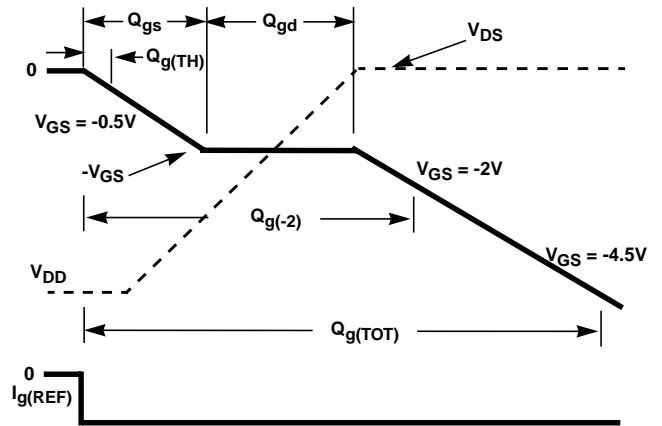 Qgs Qgd
VDS
Qg(TH)
0
VGS = -0.5V
-VGS
VGS = -2V
Qg(-2)
VGS = -4.5V
VDD
Qg(TOT)
0
Ig(REF)